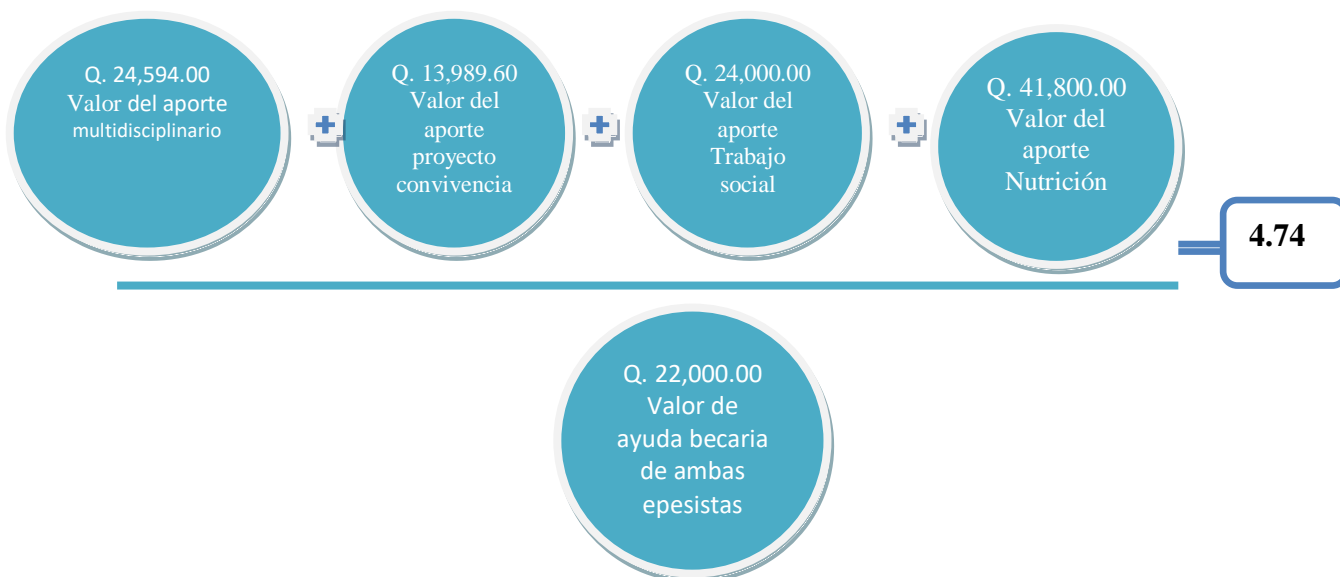 Q. 24,594.00
Valor del aporte
multidisciplinario
+
Q. 13,989.60
Valor del
aporte
proyecto
convivencia
+
Q. 24,000.00
Valor del
aporte
Trabajo
social
+
Q. 41,800.00
Valor del
aporte
Nutrición
=
4.74
Q. 22,000.00
Valor de
ayuda becaria
de ambas
epesistas